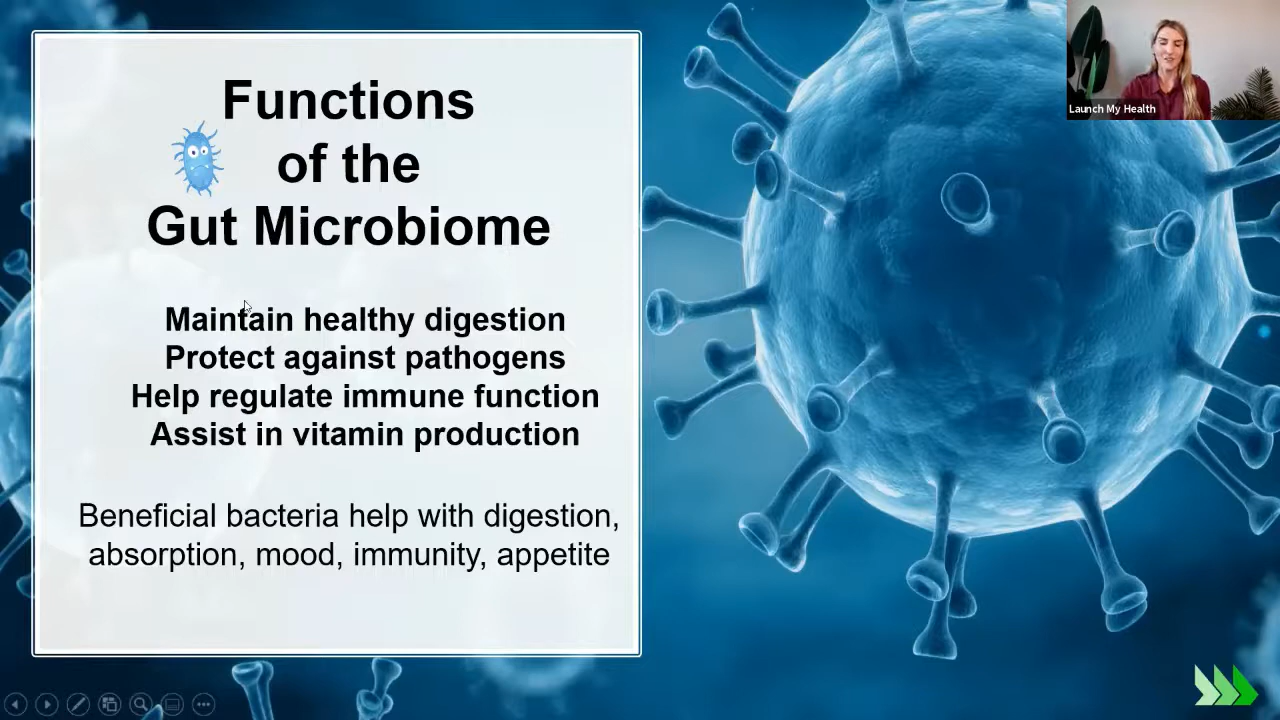 Functions
of the
Gut Microbiome
Maintain healthy digestion
Protect against pathogens
Help regulate immune function
Assist in vitamin production
Beneficial bacteria help with digestion,
absorption, mood, immunity, appetite
Launch My Health